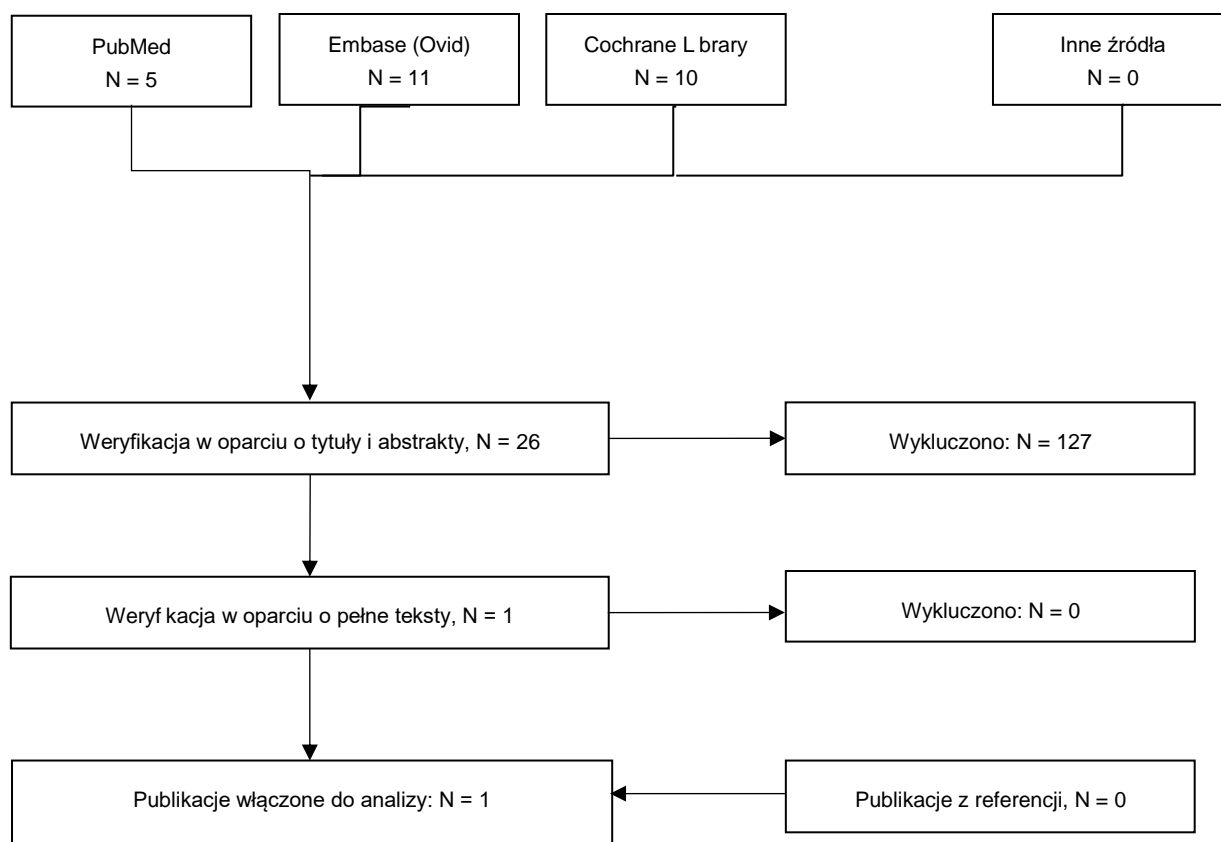 PubMed
N = 5
Embase (Ovid)
N = 11
Cochrane L brary
N = 10
Inne źródła
N = 0
Weryfikacja w oparciu o tytuły i abstrakty, N = 26
Wykluczono: N = 127
Weryf kacja w oparciu o pełne teksty, N = 1
Wykluczono: N = 0
Publikacje włączone do analizy: N = 1
Publikacje z referencji, N = 0